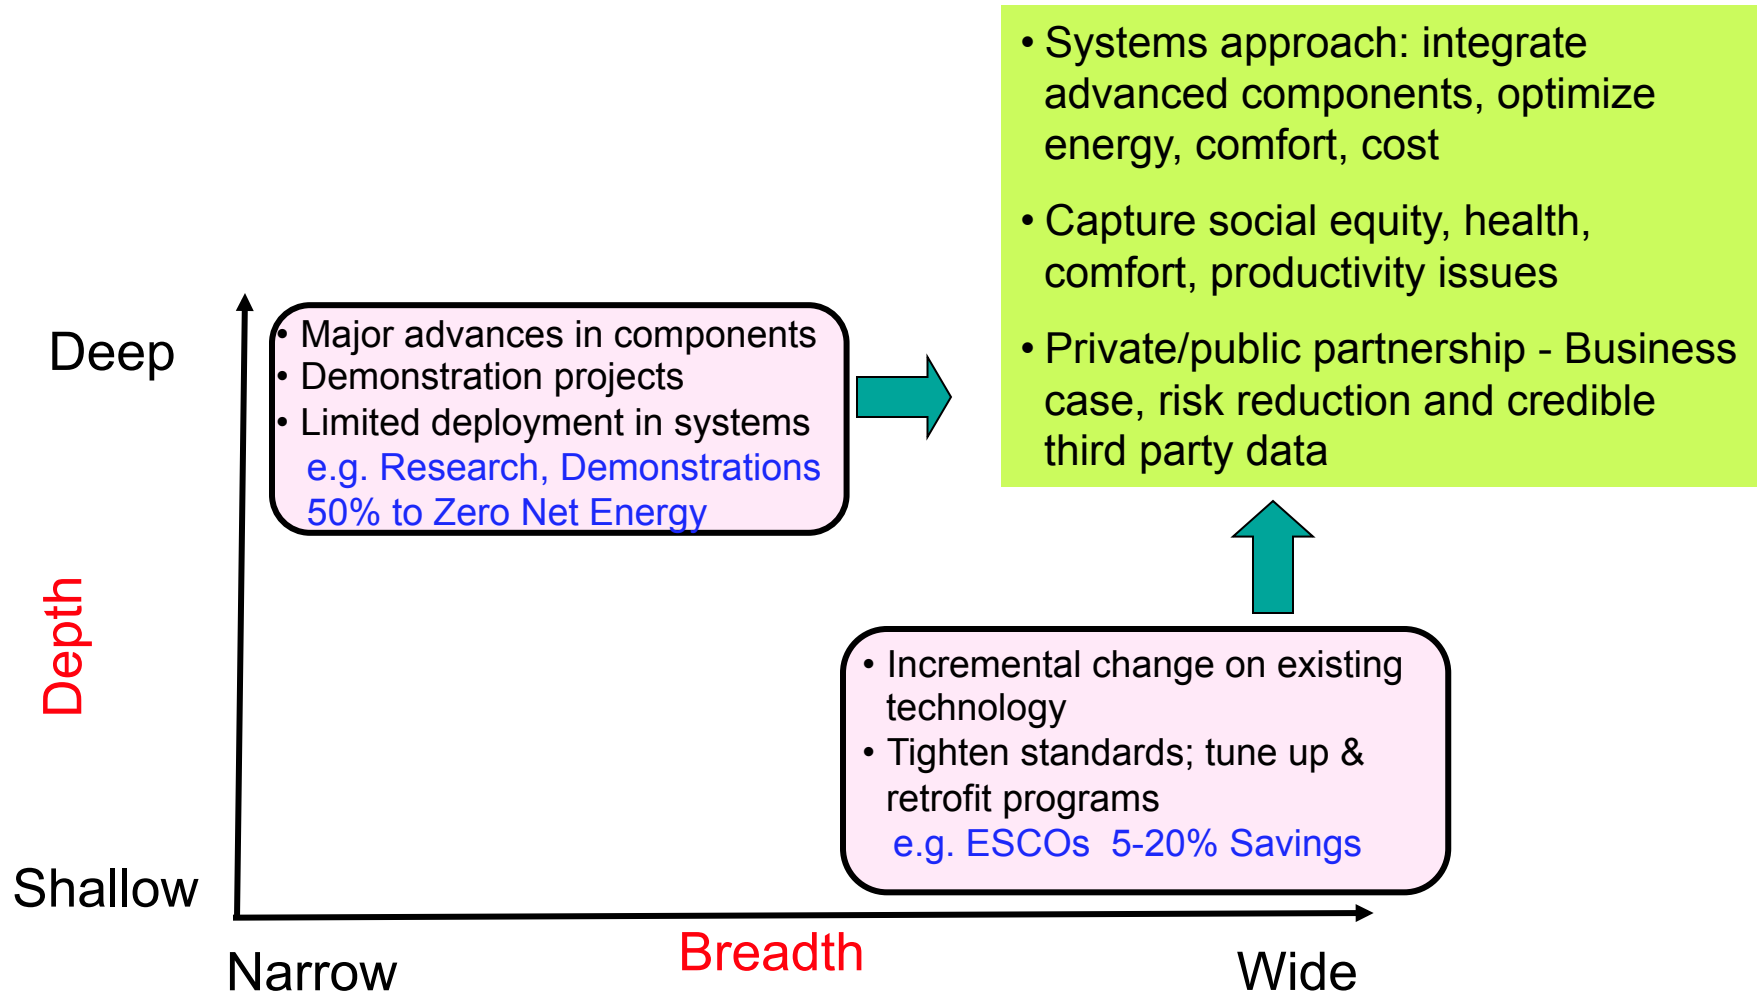 • Systems approach: integrate
advanced components, optimize
energy, comfort, cost
• Capture social equity, health,
comfort, productivity issues
• Private/public partnership - Business
case, risk reduction and credible
third party data
Deep
• Major advances in components
• Demonstration projects
• Limited deployment in systems
e.g. Research, Demonstrations
50% to Zero Net Energy
Depth
• Incremental change on existing
technology
• Tighten standards; tune up &
retrofit programs
e.g. ESCOs 5-20% Savings
Shallow
Narrow
Breadth
Wide